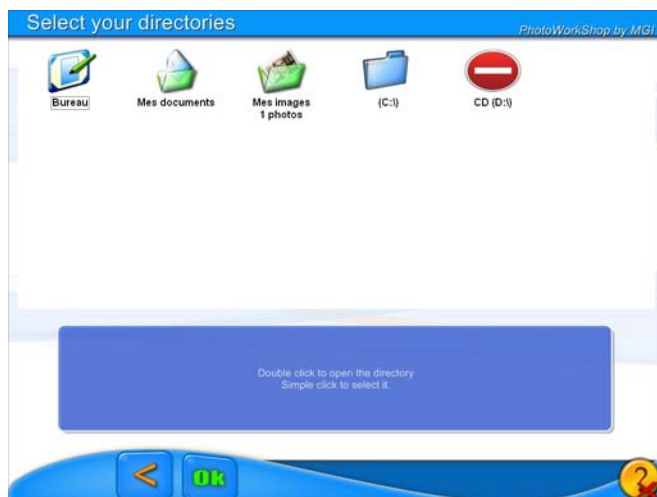 Select your directories
PhotoWorkShop by MGI
Bureau
Mes documents
Mes images
1 photos
(C:\)
CD (D:\)
Double click to open the directory
Simple click to select it.
<
Ok
?